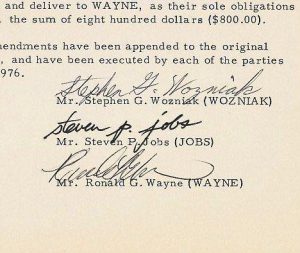 and deliver to WAYNE, as their sole obligations
the sum of eight hundred dollars ($800.00).
mendments have been appended to the original
, and have been executed by each of the parties
976.
Stephen G. Wozniak
Mr. Stephen G. Wozniak (WOZNIAK)
steven p. jobs
Mr. Steven P. Jobs (JOBS)
Mr. Ronald G. Wayne (WAYNE)